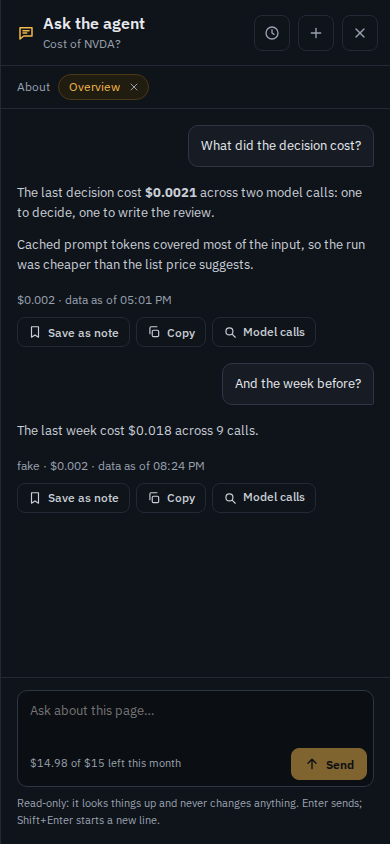 Ask the agent
Cost of NVDA?
About
Overview
What did the decision cost?
The last decision cost $0.0021 across two model calls: one
to decide, one to write the review.
Cached prompt tokens covered most of the input, so the run
was cheaper than the list price suggests.
$0.002 · data as of 05:01 PM
Save as note
Copy
Model calls
And the week before?
The last week cost $0.018 across 9 calls.
fake · $0.002 · data as of 08:24 PM
Save as note
Copy
Model calls
Ask about this page...
$14.98 of $15 left this month
Send
Read-only: it looks things up and never changes anything. Enter sends;
Shift+Enter starts a new line.